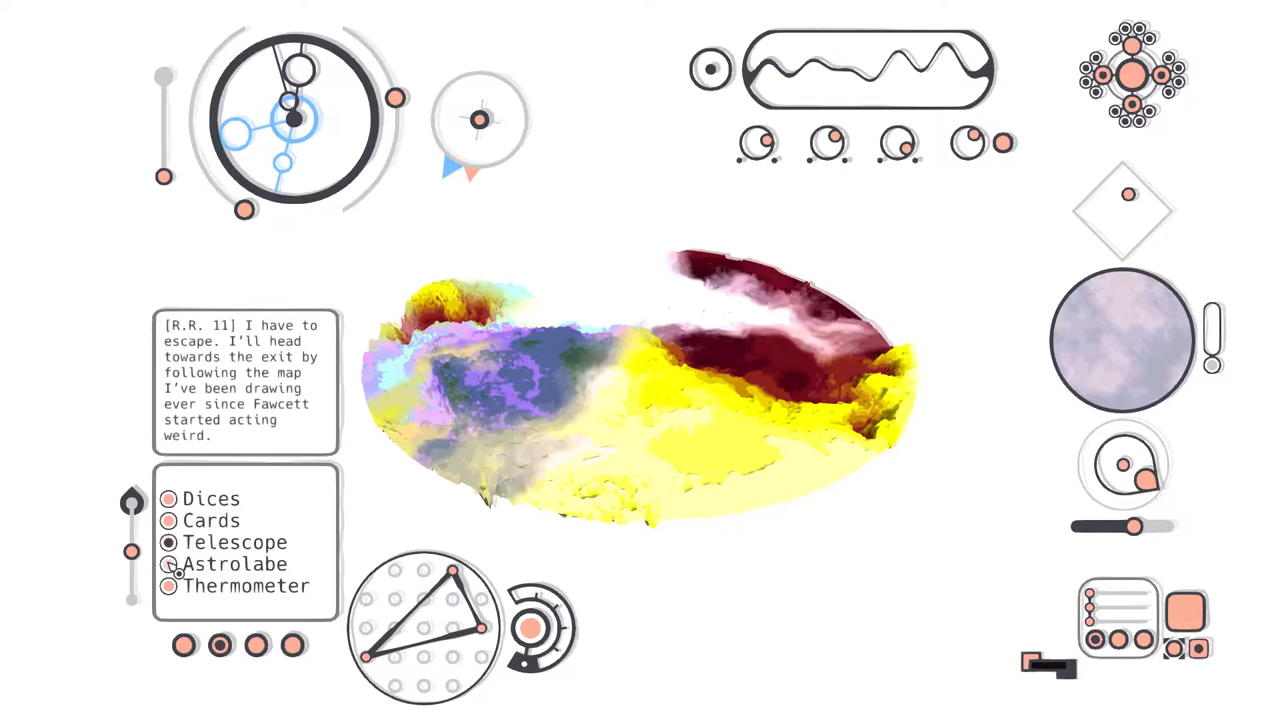 [R.R. 11] I have to
escape. I'll head
towards the exit by
following the map
I've been drawing
ever since Fawcett
started acting
weird.
Dices
Cards
Telescope
Astrolabe
Thermometer